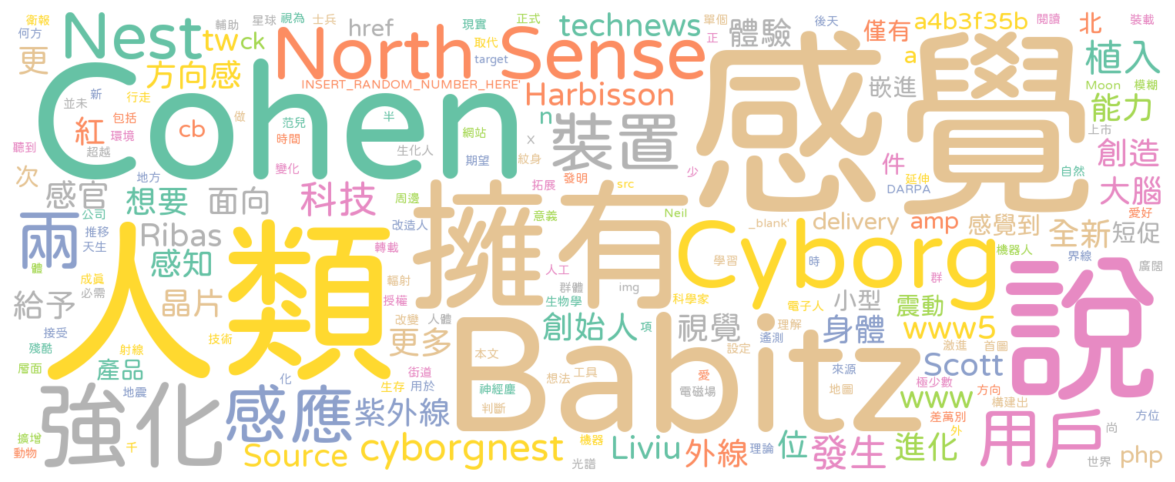 衛報 輔助 星球 視為 士兵 現實 單個 後天 裝載
何方 Nest twck href 取代 正式 technews 體驗 僅有 a4b3f35b 閱讀
更 方向感 North Sense target 正 a 北 植入
新 行走 INSERT_RANDOM_NUMBER_HERE' 感覺 嵌進 Moon 模糊
並未 Cohen 做 半 Harbisson 能力
紅 包括 cb 時間 范兒 網站 n 裝置 上市
聽到 環境 超越 變化 生化人 期望 X 紋身 發明 件 延伸 自然 創造
次 地方 拓展 src 少 DARPA 大腦
感官 想要 面向 科技 周邊 擁有 意義 Neil _blank' 愛好
兩 公司 推移 天生 Ribas 改造人 delivery amp 感覺到 全新 短促
體 感知 人類 轉載 Cyborg 學習 時 機器人 界線
成真 必需 輻射 人工 群 廣闊
給予 晶片 授權 群體 img 科學家 電子人 小型 震動 說
接受 改變 人體 生物學 創始人 項 視覺 理解 身體 www5
殘酷 射線 技術 更多 Babitz 遙測 設定 激進 首圖
層面 產品 街道 本文 來源 Scott
地震 化 生存 用於 想法 工具 愛 地圖 極少數 方向
強化 感應 紫外線 神經塵 判斷 電磁場 www 構建出 用戶
差萬別 方位
擴增 千 cyborgnest 機器 Liviu 外線 理論 位 發生 進化 外 尚
動物 Source 光譜 世界 php